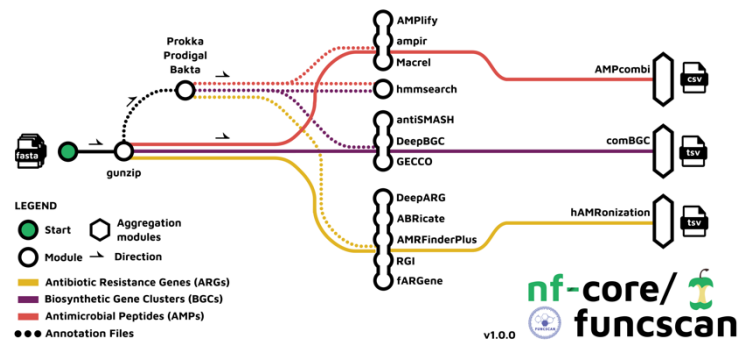 AMPlify
ampir
Macrel
Prokka
Prodigal
Bakta
hmmsearch
AMPcombi
csv
antiSMASH
DeepBGC
GECCO
comBGC
tsv
fasta
gunzip
DeepARG
ABRicate
AMRFinderPlus
RGI
fARGene
hAMRonization
tsv
LEGEND
Start
Aggregation
modules
Module
Direction
Antibiotic Resistance Genes (ARGs)
Biosynthetic Gene Clusters (BGCs)
Antimicrobial Peptides (AMPs)
Annotation Files
v1.0.0
nf-core/
FUNCSCAN
funcscan